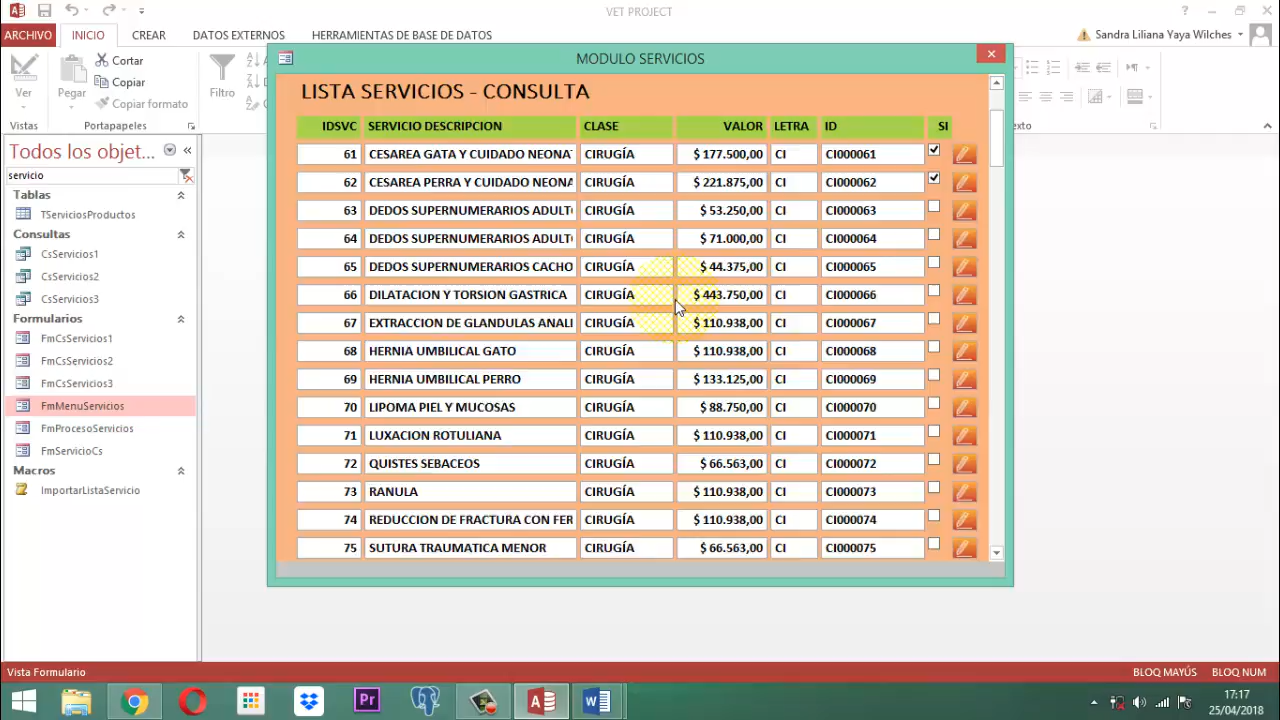 VET PROJECT
ARCHIVO INICIO CREAR DATOS EXTERNOS HERRAMIENTAS DE BASE DE DATOS Sandra Liliana Yaya Wilches
Ver
Vistas
Pegar
Cortar
Copiar
Copiar formato
Portapapeles
Filtro
exto
Todos los objet...
servicio
Tablas
TServiciosProductos
Consultas
CsServicios1
CsServicios2
CsServicios3
Formularios
FmCsServicios1
FmCsServicios2
FmCsServicios3
FmMenuServicios
FmProcesoServicios
FmServicioCs
Macros
ImportarListaServicio
MODULO SERVICIOS
LISTA SERVICIOS - CONSULTA
IDSVC SERVICIO DESCRIPCION CLASE VALOR LETRA ID SI
61 CESAREA GATA Y CUIDADO NEONAT CIRUGÍA $ 177.500,00 CI CI000061
62 CESAREA PERRA Y CUIDADO NEONA CIRUGÍA $ 221.875,00 CI CI000062
63 DEDOS SUPERNUMERARIOS ADULT CIRUGÍA $ 53.250,00 CI CI000063
64 DEDOS SUPERNUMERARIOS ADULT CIRUGÍA $ 71.000,00 CI CI000064
65 DEDOS SUPERNUMERARIOS CACHO CIRUGÍA $ 44.375,00 CI CI000065
66 DILATACION Y TORSION GASTRICA CIRUGÍA $ 443.750,00 CI CI000066
67 EXTRACCION DE GLANDULAS ANALI CIRUGÍA $ 110.938,00 CI CI000067
68 HERNIA UMBILICAL GATO CIRUGÍA $ 110.938,00 CI CI000068
69 HERNIA UMBILICAL PERRO CIRUGÍA $ 133.125,00 CI CI000069
70 LIPOMA PIEL Y MUCOSAS CIRUGÍA $ 88.750,00 CI CI000070
71 LUXACION ROTULIANA CIRUGÍA $ 110.938,00 CI CI000071
72 QUISTES SEBACEOS CIRUGÍA $ 66.563,00 CI CI000072
73 RANULA CIRUGÍA $ 110.938,00 CI CI000073
74 REDUCCION DE FRACTURA CON FER CIRUGÍA $ 110.938,00 CI CI000074
75 SUTURA TRAUMATICA MENOR CIRUGÍA $ 66.563,00 CI CI000075
Vista Formulario BLOQ MAYÚS BLOQ NUM
Pr
17:17
25/04/2018